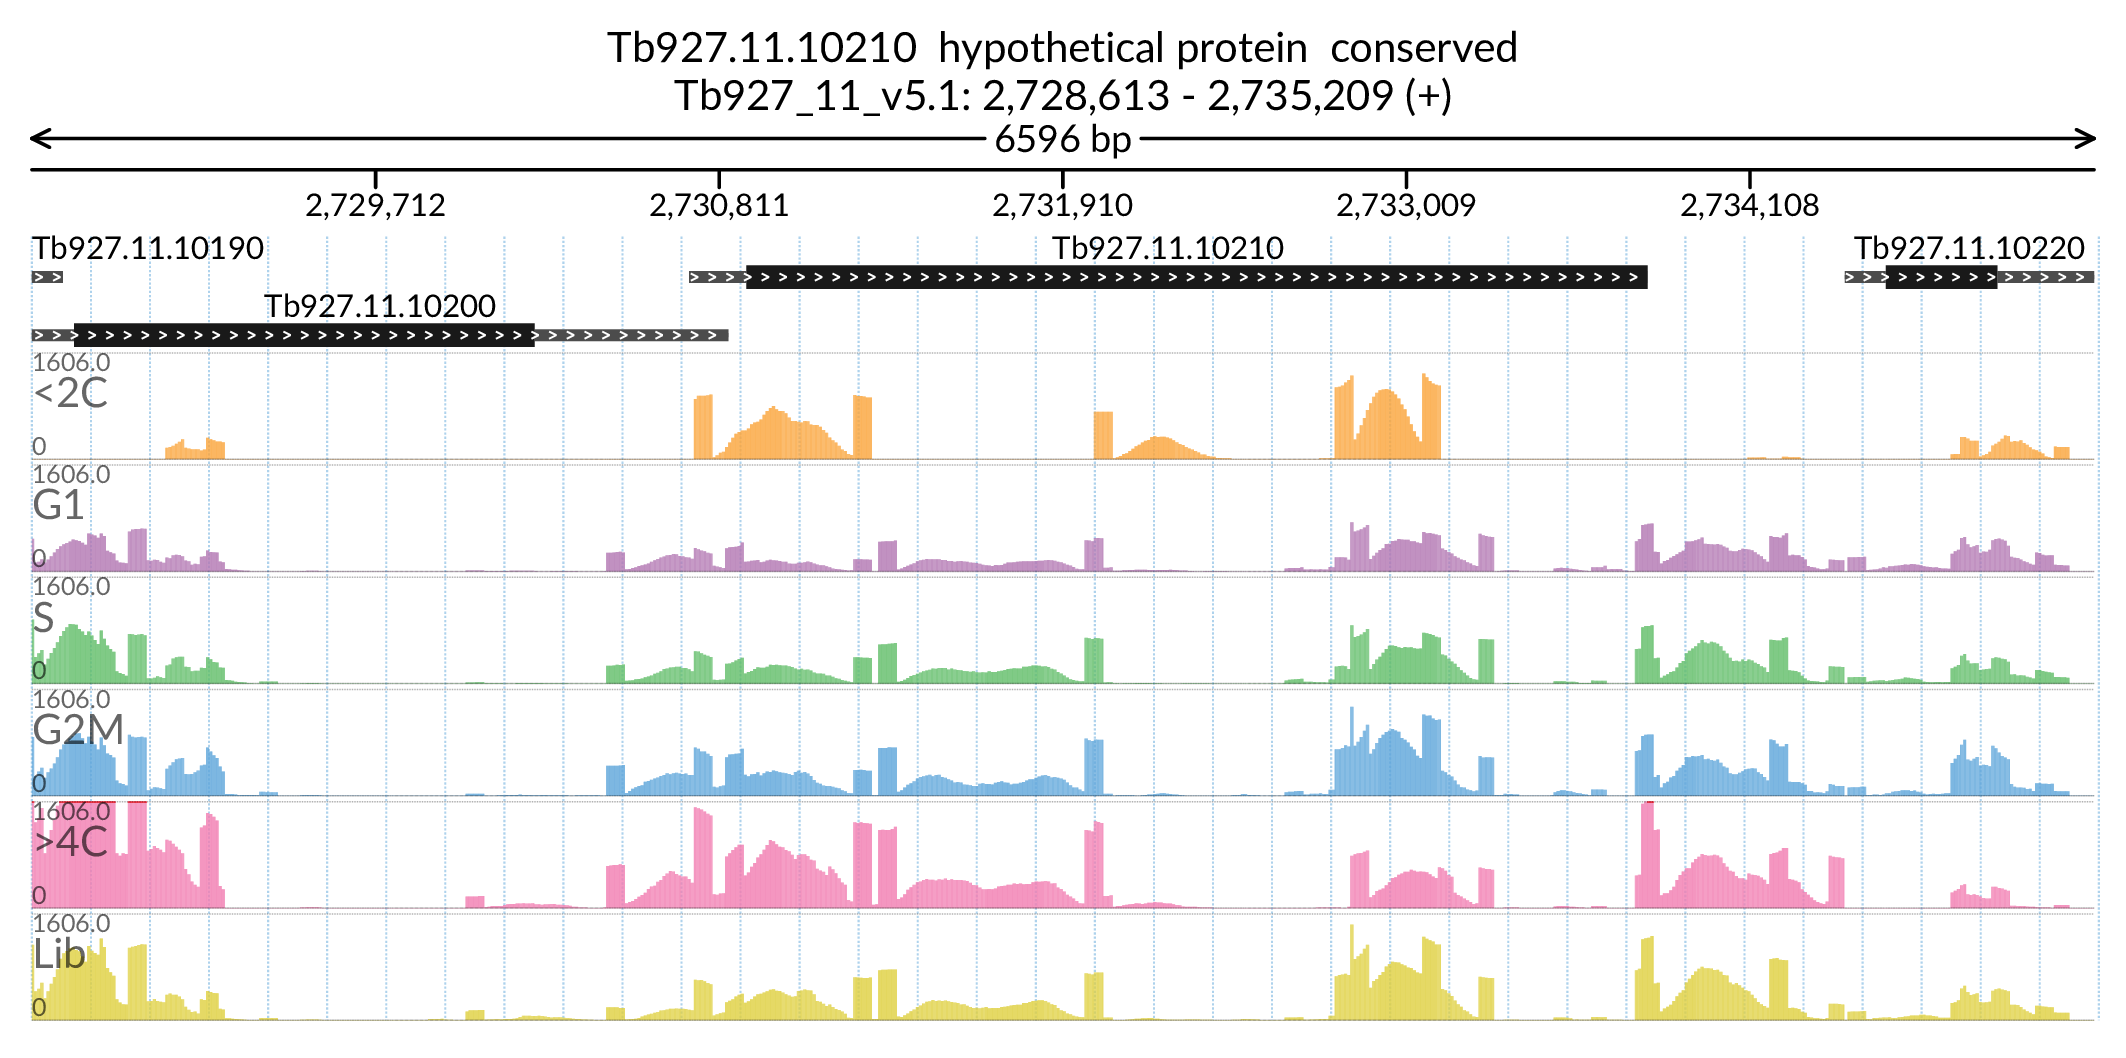 Tb927.11.10210 hypothetical protein conserved
Tb927_11_v5.1: 2,728,613 - 2,735,209 (+)
6596 bp
2,729,712 2,730,811 2,731,910 2,733,009 2,734,108
Tb927.11.10190 Tb927.11.10210 Tb927.11.10220
Tb927.11.10200
1606.0
<2C
0
1606.0
G1
0
1606.0
S
0
1606.0
G2M
0
1606.0
>4C
0
1606.0
Lib
0